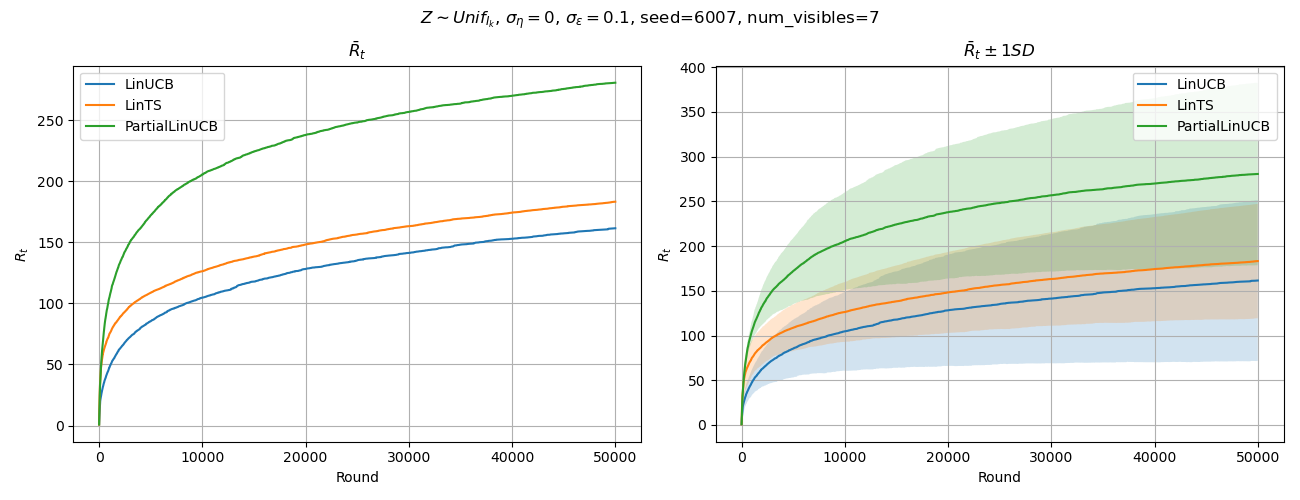 Z ∼ Unif_{I_k}, σ_η = 0, σ_ε = 0.1, seed=6007, num_visibles=7
R̄_t
R_t
250
200
150
100
50
0
LinUCB
LinTS
PartialLinUCB
0 10000 20000 30000 40000 50000
Round
R̄_t ± 1SD
R_t
400
350
300
250
200
150
100
50
0
LinUCB
LinTS
PartialLinUCB
0 10000 20000 30000 40000 50000
Round